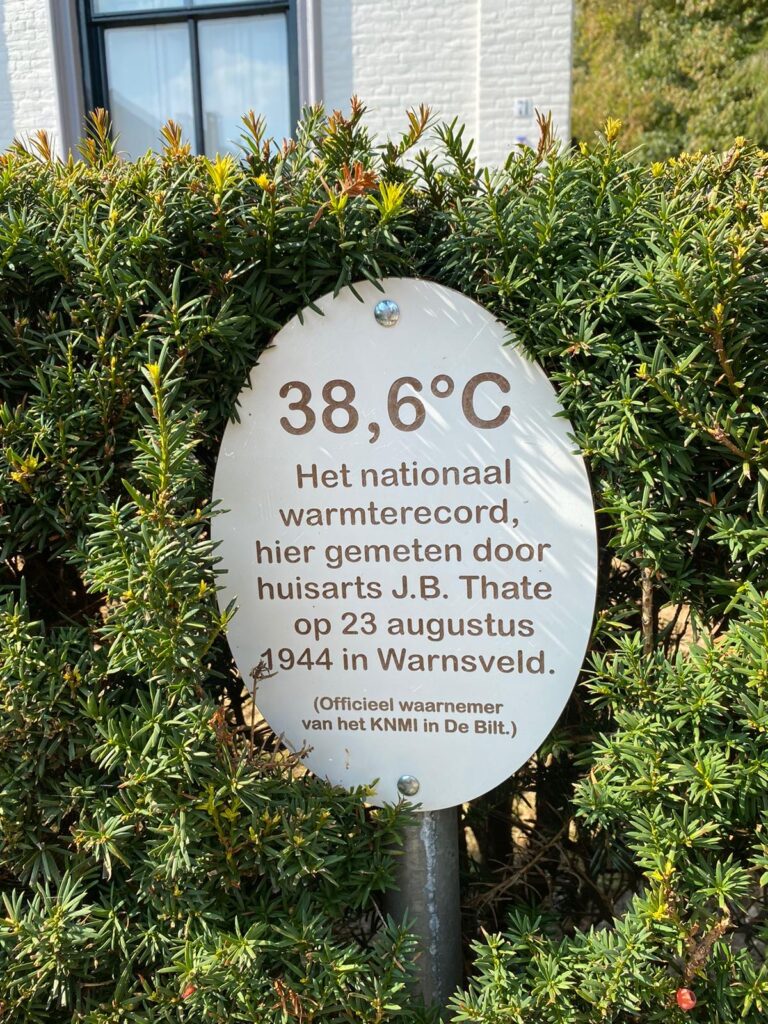 38,6°C
Het nationaal
warmterecord,
hier gemeten door
huisarts J.B. Thate
op 23 augustus
1944 in Warnsveld.
(Officieel waarnemer
van het KNMI in De Bilt.)